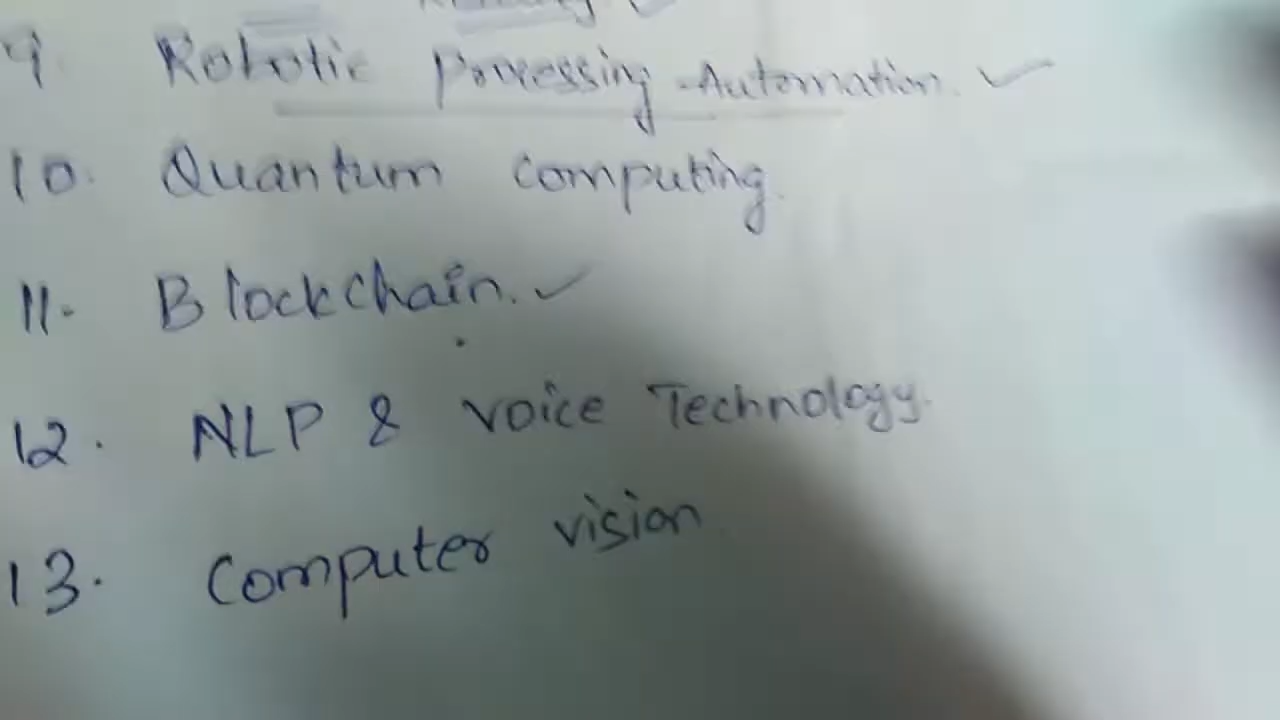 9. Robotic Processing Automation. ✓
10. Quantum computing.
11. Blockchain. ✓
12. NLP & voice Technology.
13. Computer vision